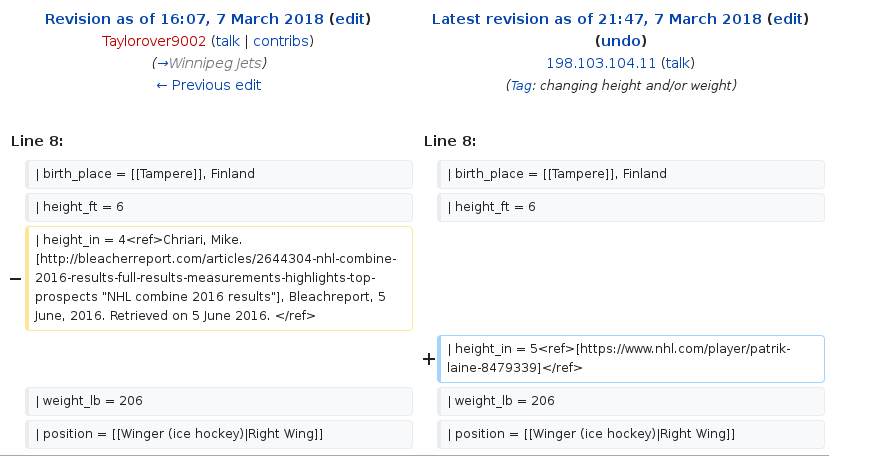 Revision as of 16:07, 7 March 2018 (edit)
Taylorover9002 (talk | contribs)
(→Winnipeg Jets)
← Previous edit
Latest revision as of 21:47, 7 March 2018 (edit)
(undo)
198.103.104.11 (talk)
(Tag: changing height and/or weight)
Line 8:
Line 8:
| birth_place = [[Tampere]], Finland
| birth_place = [[Tampere]], Finland
| height_ft = 6
| height_ft = 6
− | height_in = 4<ref>Chriari, Mike.
[http://bleacherreport.com/articles/2644304-nhl-combine-
2016-results-full-results-measurements-highlights-top-
prospects "NHL combine 2016 results"], Bleachreport, 5
June, 2016. Retrieved on 5 June 2016. </ref>
+ | height_in = 5<ref>[https://www.nhl.com/player/patrik-
laine-8479339]</ref>
| weight_lb = 206
| weight_lb = 206
| position = [[Winger (ice hockey)|Right Wing]]
| position = [[Winger (ice hockey)|Right Wing]]